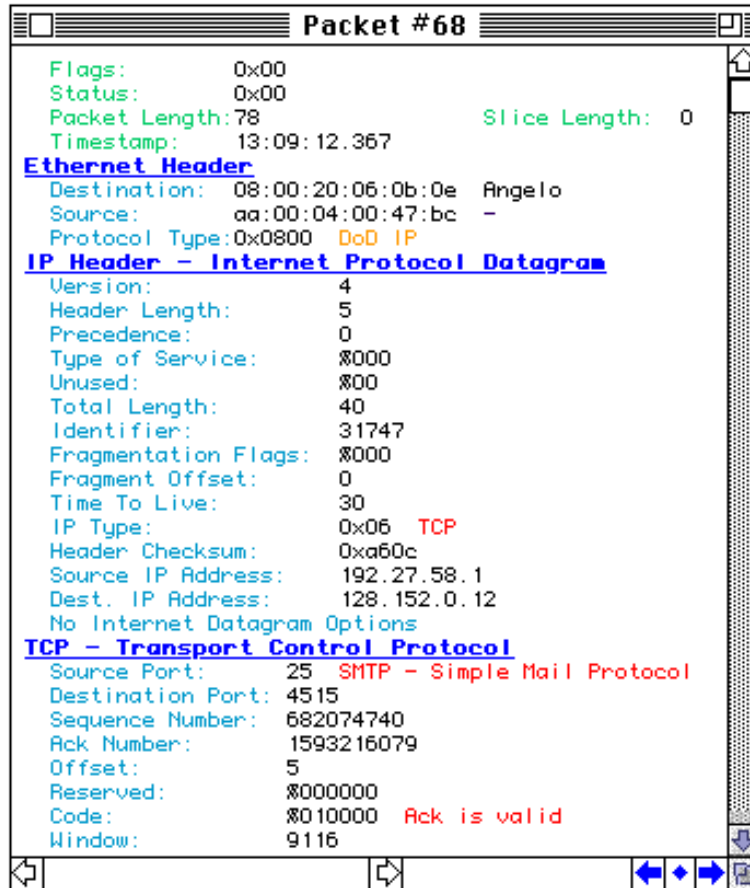 Packet #68
Flags: 0x00
Status: 0x00
Packet Length:78 Slice Length: 0
Timestamp: 13:09:12.367
Ethernet Header
Destination: 08:00:20:06:0b:0e Angelo
Source: aa:00:04:00:47:bc -
Protocol Type:0x0800 DoD IP
IP Header - Internet Protocol Datagram
Version: 4
Header Length: 5
Precedence: 0
Type of Service: %000
Unused: %00
Total Length: 40
Identifier: 31747
Fragmentation Flags: %000
Fragment Offset: 0
Time To Live: 30
IP Type: 0x06 TCP
Header Checksum: 0xa60c
Source IP Address: 192.27.58.1
Dest. IP Address: 128.152.0.12
No Internet Datagram Options
TCP - Transport Control Protocol
Source Port: 25 SMTP - Simple Mail Protocol
Destination Port: 4515
Sequence Number: 682074740
Ack Number: 1593216079
Offset: 5
Reserved: %000000
Code: %010000 Ack is valid
Window: 9116